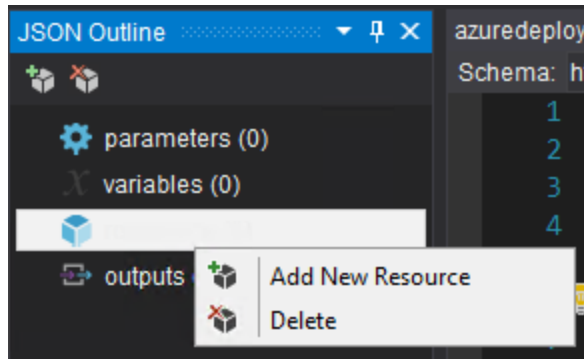 JSON Outline
azuredeploy
Schema: h
1
parameters (0)
2
variables (0)
3
4
outputs
Add New Resource
Delete